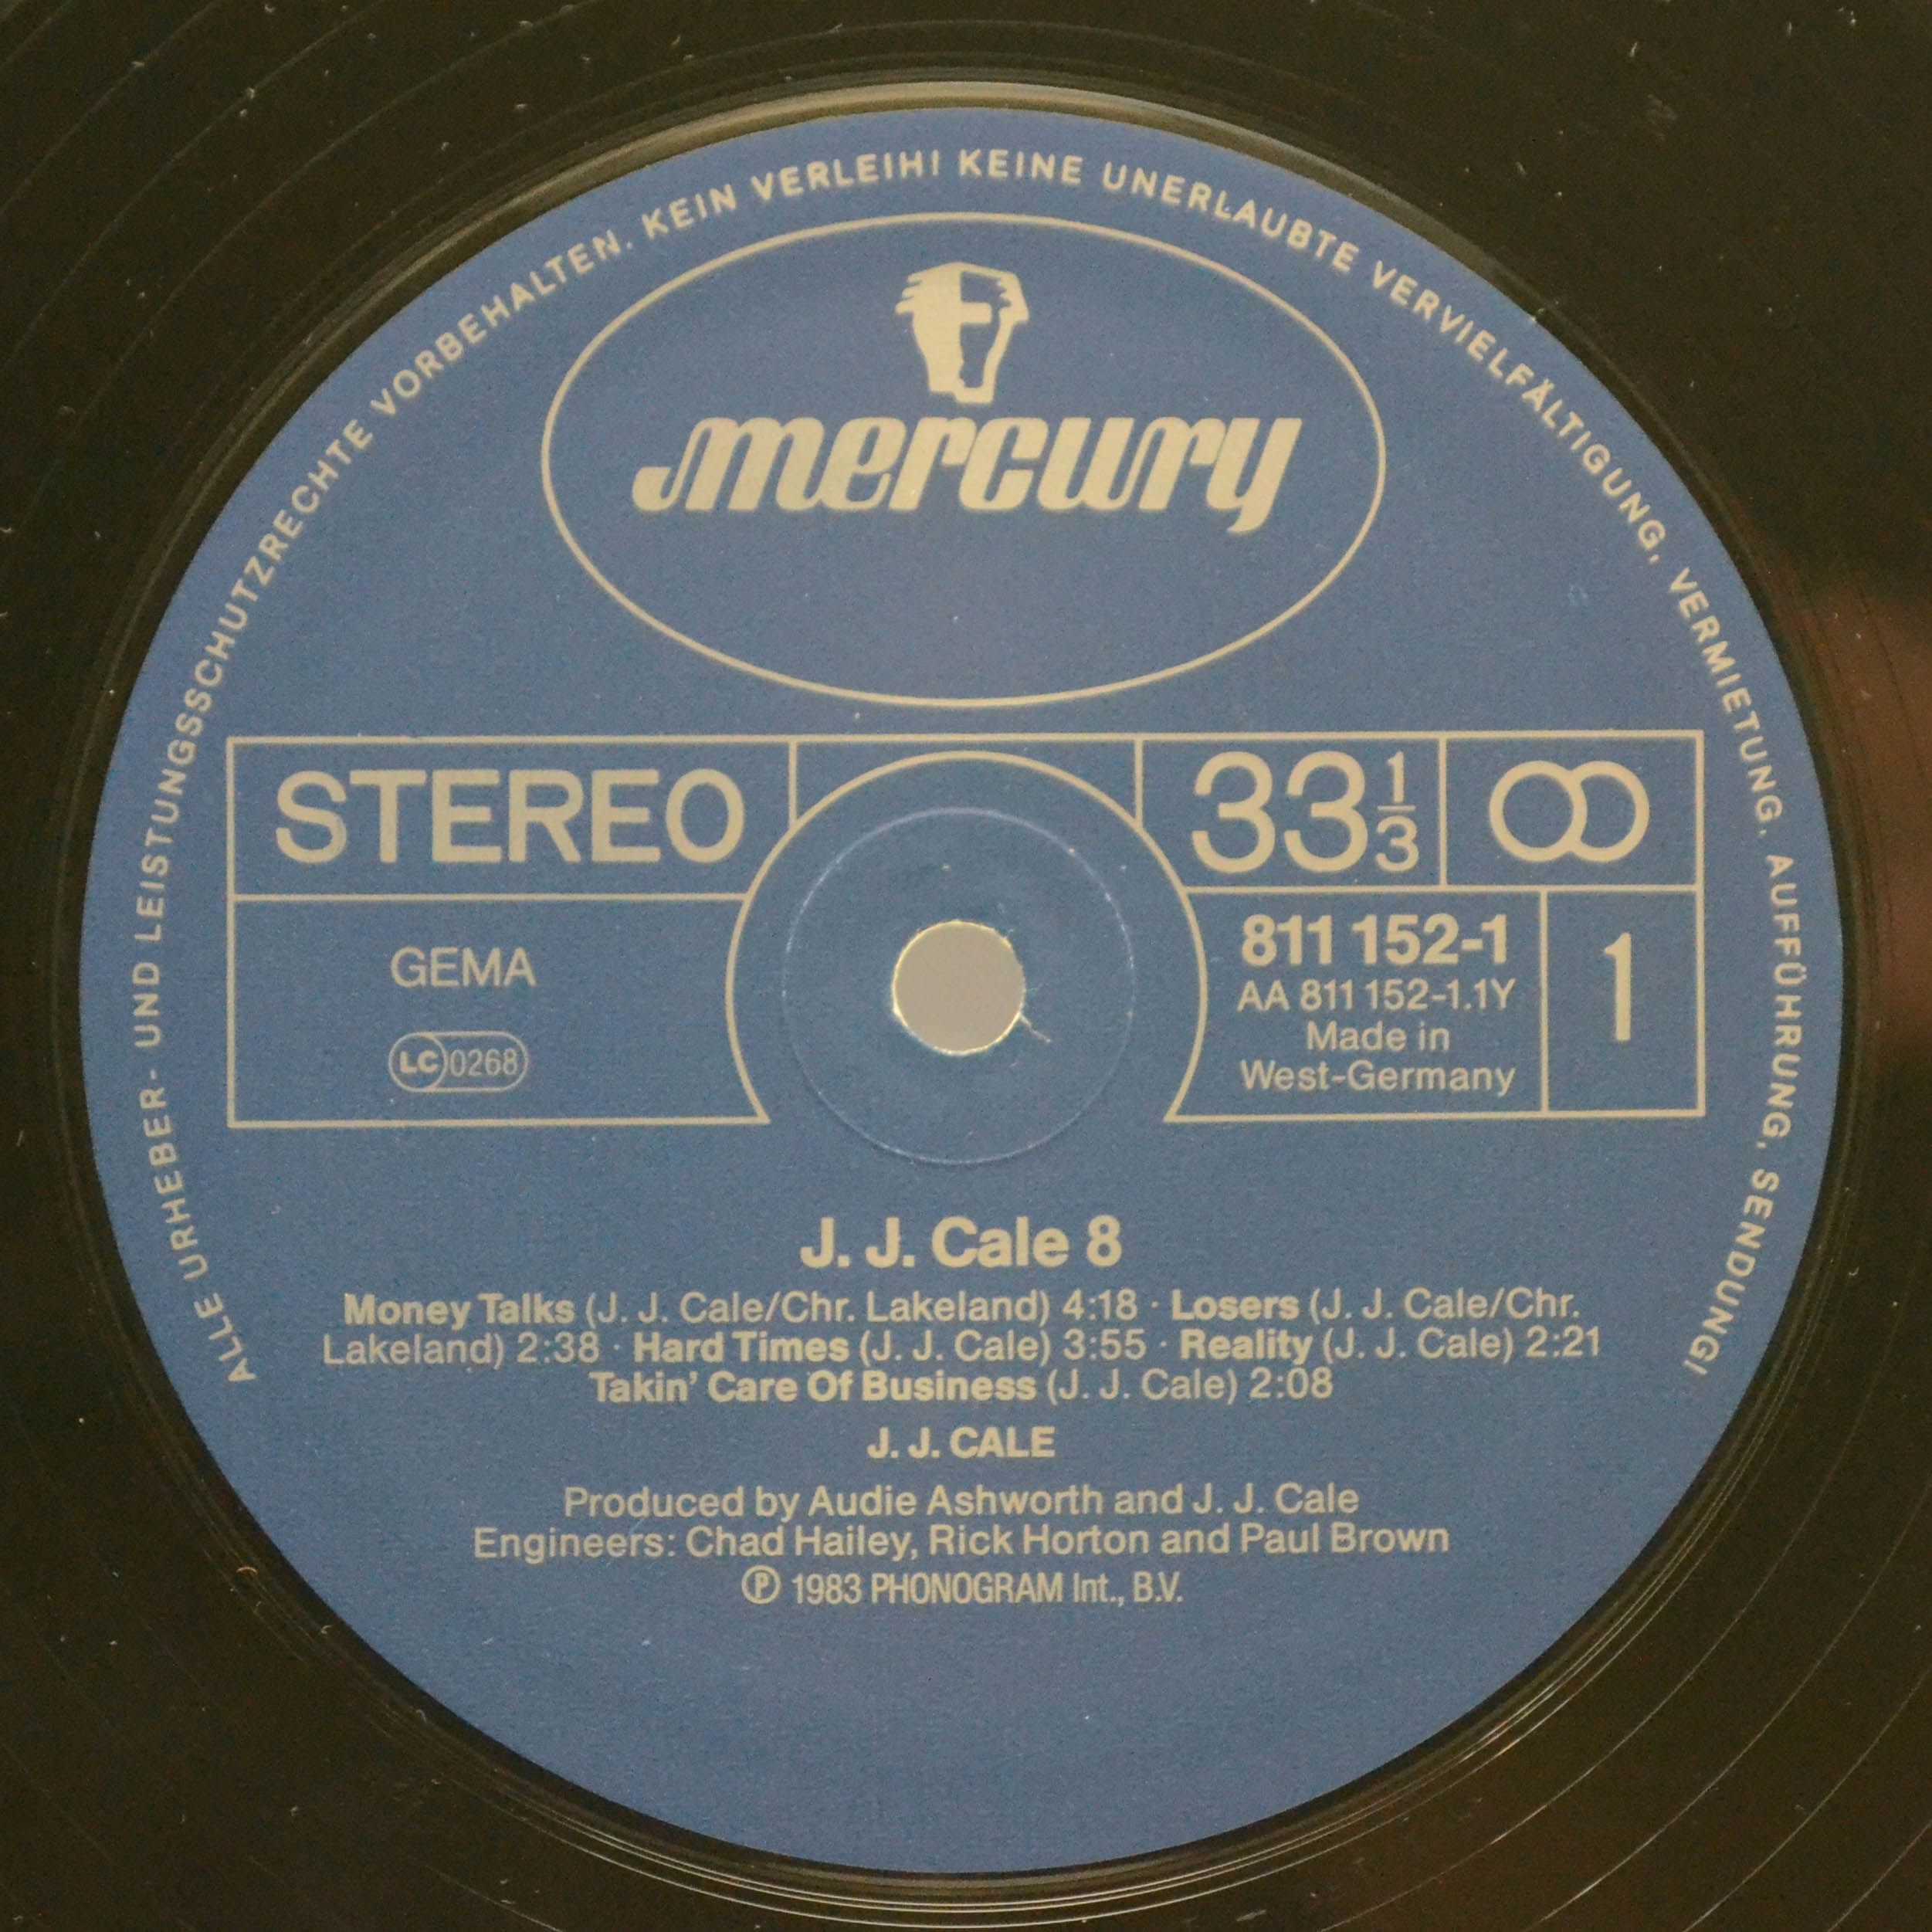 ALLE URHEBER- UND LEISTUNGSSCHUTZRECHTE VORBEHALTEN. KEIN VERLEIH! KEINE UNERLAUBTE VERVIELFÄLTIGUNG, VERMIETUNG, AUFFÜHRUNG, SENDUNG!
mercury
STEREO
33 1/3
GEMA
LC 0268
811 152-1
AA 811 152-1.1Y
Made in
West-Germany
1
J. J. Cale 8
Money Talks (J. J. Cale/Chr. Lakeland) 4:18 · Losers (J. J. Cale/Chr.
Lakeland) 2:38 · Hard Times (J. J. Cale) 3:55 · Reality (J. J. Cale) 2:21
Takin' Care Of Business (J. J. Cale) 2:08
J. J. CALE
Produced by Audie Ashworth and J. J. Cale
Engineers: Chad Hailey, Rick Horton and Paul Brown
℗ 1983 PHONOGRAM Int., B.V.